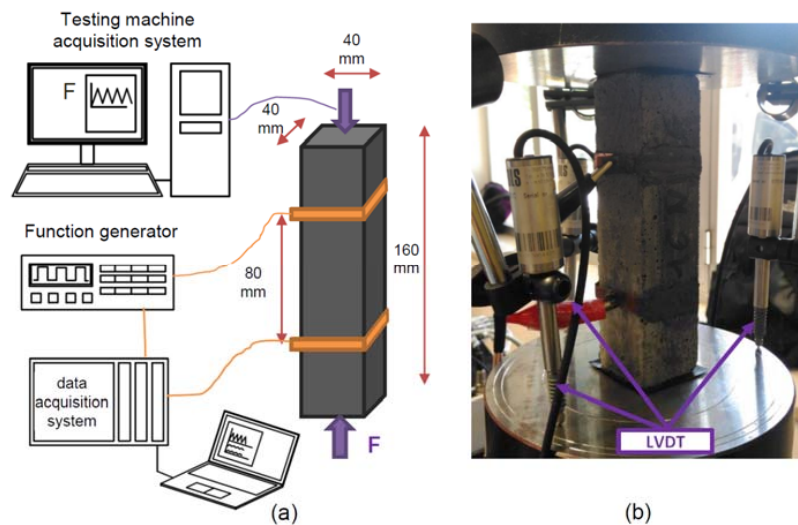 Testing machine
acquisition system
F
40
mm
40
mm
Function generator
80
mm
160
mm
data
acquisition
system
F
LVDT
(a)
(b)